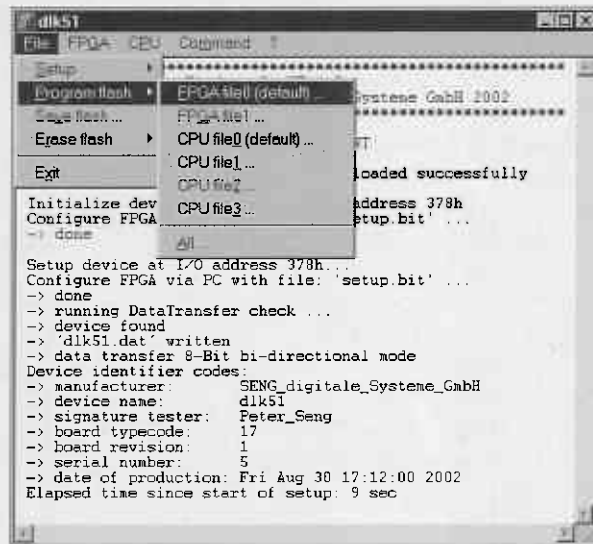 dlk51
File FPGA CPU Command ?
Setup
Program flash
Save flash ...
Erase flash
Exit
FPGA file0 (default) ...
FPGA file1 ...
CPU file0 (default) ...
CPU file1 ...
CPU file2 ...
CPU file3 ...
All
***************************************
Systeme GmbH 2002
loaded successfully
Initialize dev address 378h
Configure FPGA etup.bit' ...
-> done
Setup device at I/O address 378h...
Configure FPGA via PC with file: 'setup.bit' ...
-> done
-> running DataTransfer check ...
-> device found
-> 'dlk51.dat' written
-> data transfer 8-Bit bi-directional mode
Device identifier codes:
-> manufacturer: SENG_digitale_Systeme_GmbH
-> device name: dlk51
-> signature tester: Peter_Seng
-> board typecode: 17
-> board revision: 1
-> serial number: 5
-> date of production: Fri Aug 30 17:12:00 2002
Elapsed time since start of setup: 9 sec